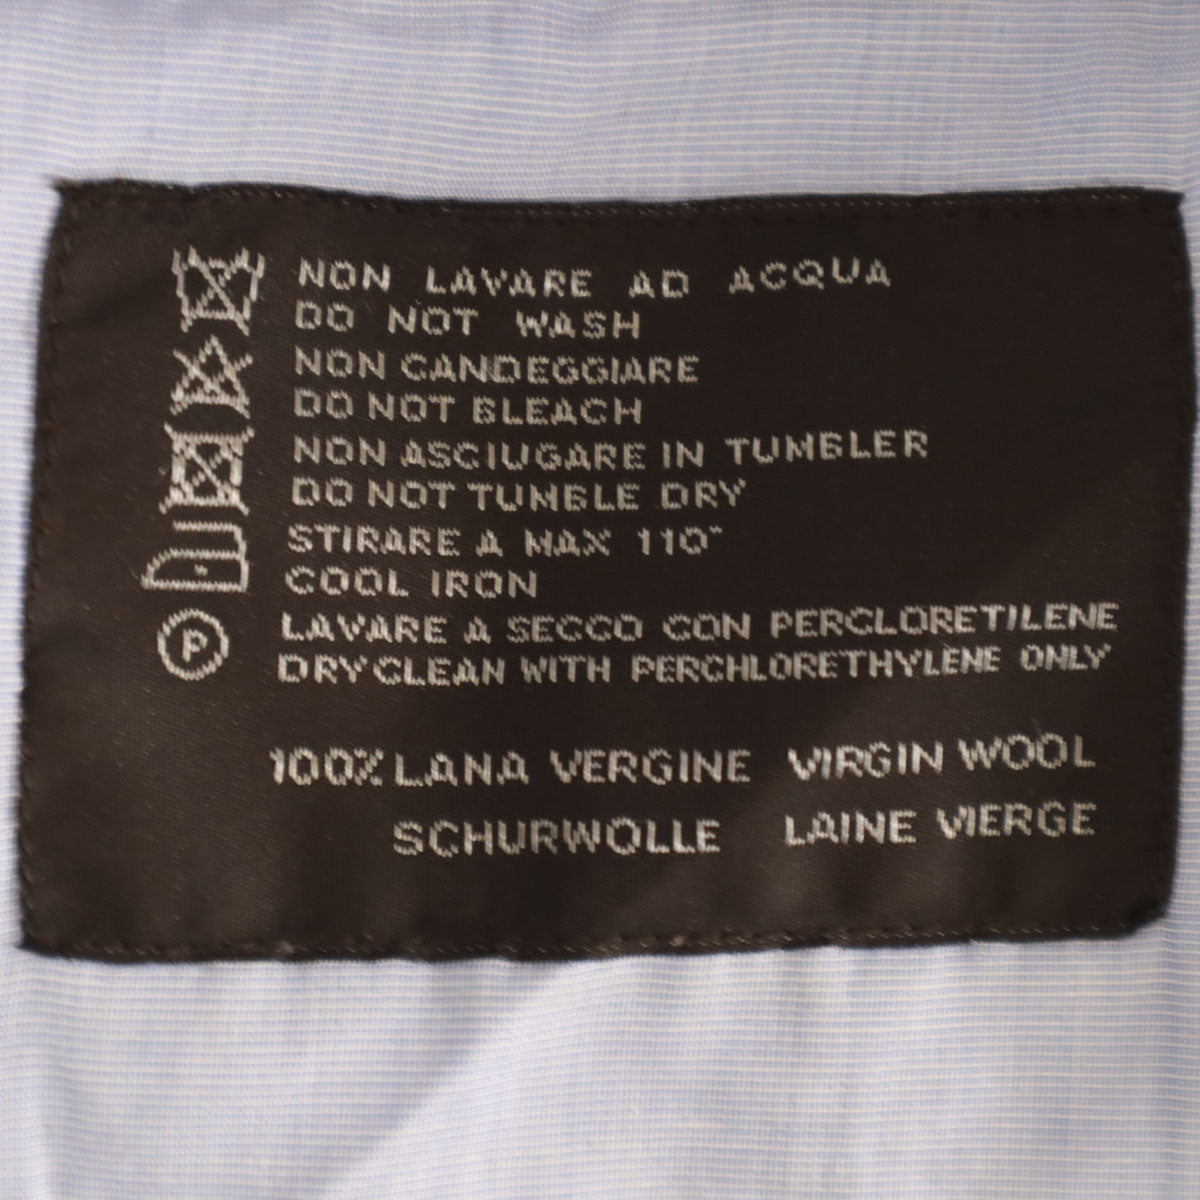 NON LAVARE AD ACQUA
DO NOT WASH
NON CANDEGGIARE
DO NOT BLEACH
NON ASCIUGARE IN TUMBLER
DO NOT TUMBLE DRY
STIRARE A MAX 110°
COOL IRON
P LAVARE A SECCO CON PERCLORETILENE
DRYCLEAN WITH PERCHLORETHYLENE ONLY
100% LANA VERGINE VIRGIN WOOL
SCHURWOLLE LAINE VIERGE